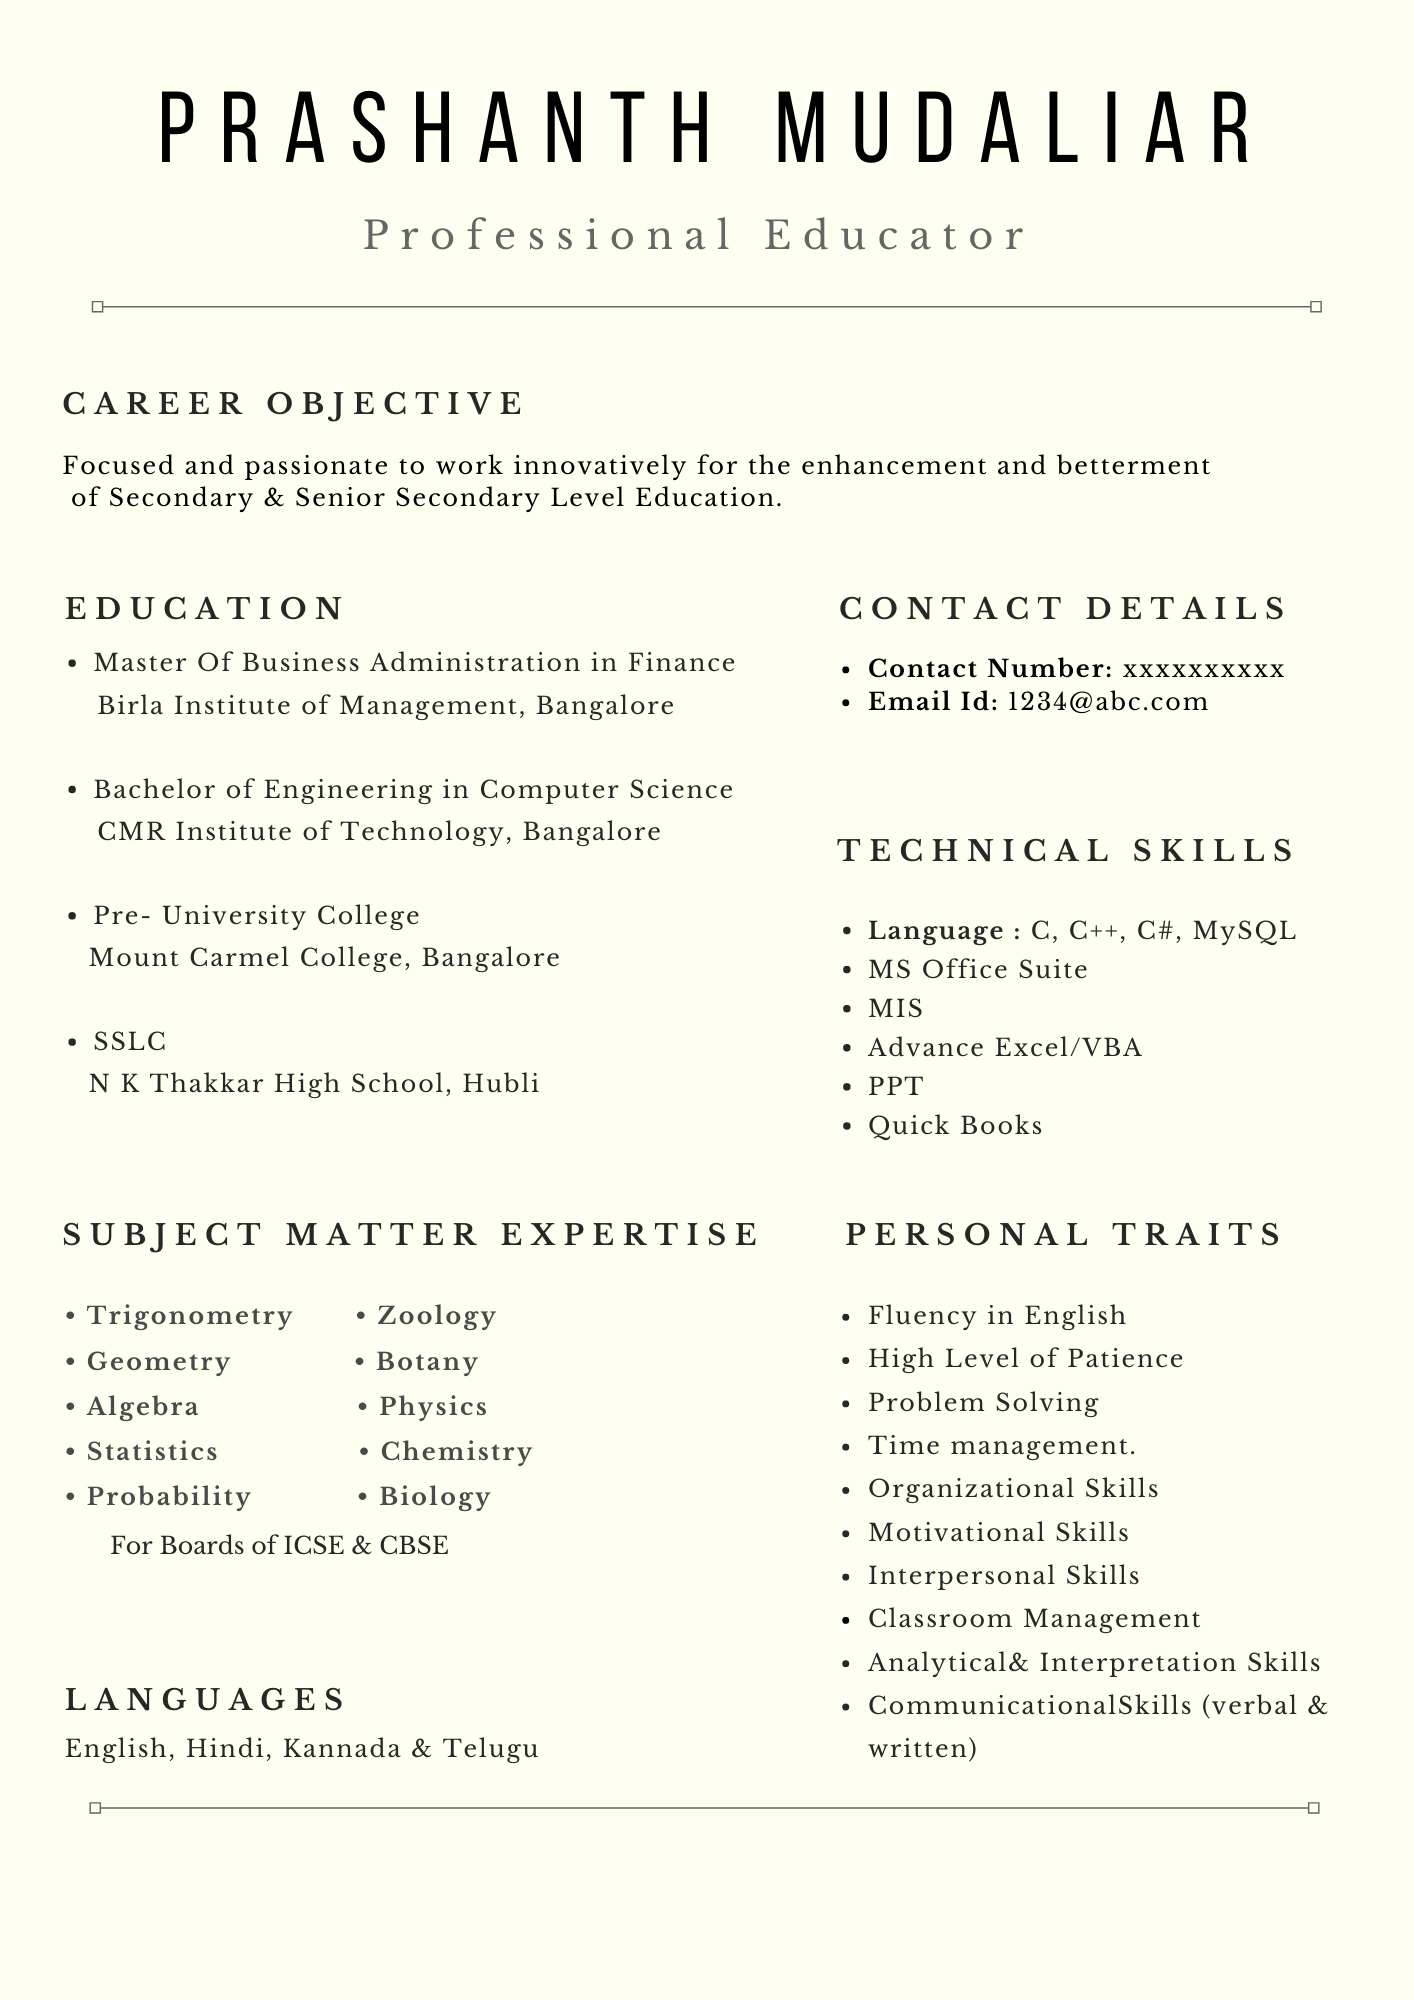 PRASHANTH MUDALIAR
Professional Educator
CAREER OBJECTIVE
Focused and passionate to work innovatively for the enhancement and betterment
of Secondary & Senior Secondary Level Education.
EDUCATION
• Master Of Business Administration in Finance
Birla Institute of Management, Bangalore
• Bachelor of Engineering in Computer Science
CMR Institute of Technology, Bangalore
• Pre- University College
Mount Carmel College, Bangalore
• SSLC
N K Thakkar High School, Hubli
CONTACT DETAILS
• Contact Number: xxxxxxxxxx
• Email Id: 1234@abc.com
TECHNICAL SKILLS
• Language : C, C++, C#, MySQL
• MS Office Suite
• MIS
• Advance Excel/VBA
• PPT
• Quick Books
SUBJECT MATTER EXPERTISE
• Trigonometry • Zoology
• Geometry • Botany
• Algebra • Physics
• Statistics • Chemistry
• Probability • Biology
For Boards of ICSE & CBSE
LANGUAGES
English, Hindi, Kannada & Telugu
PERSONAL TRAITS
• Fluency in English
• High Level of Patience
• Problem Solving
• Time management.
• Organizational Skills
• Motivational Skills
• Interpersonal Skills
• Classroom Management
• Analytical& Interpretation Skills
• CommunicationalSkills (verbal &
written)